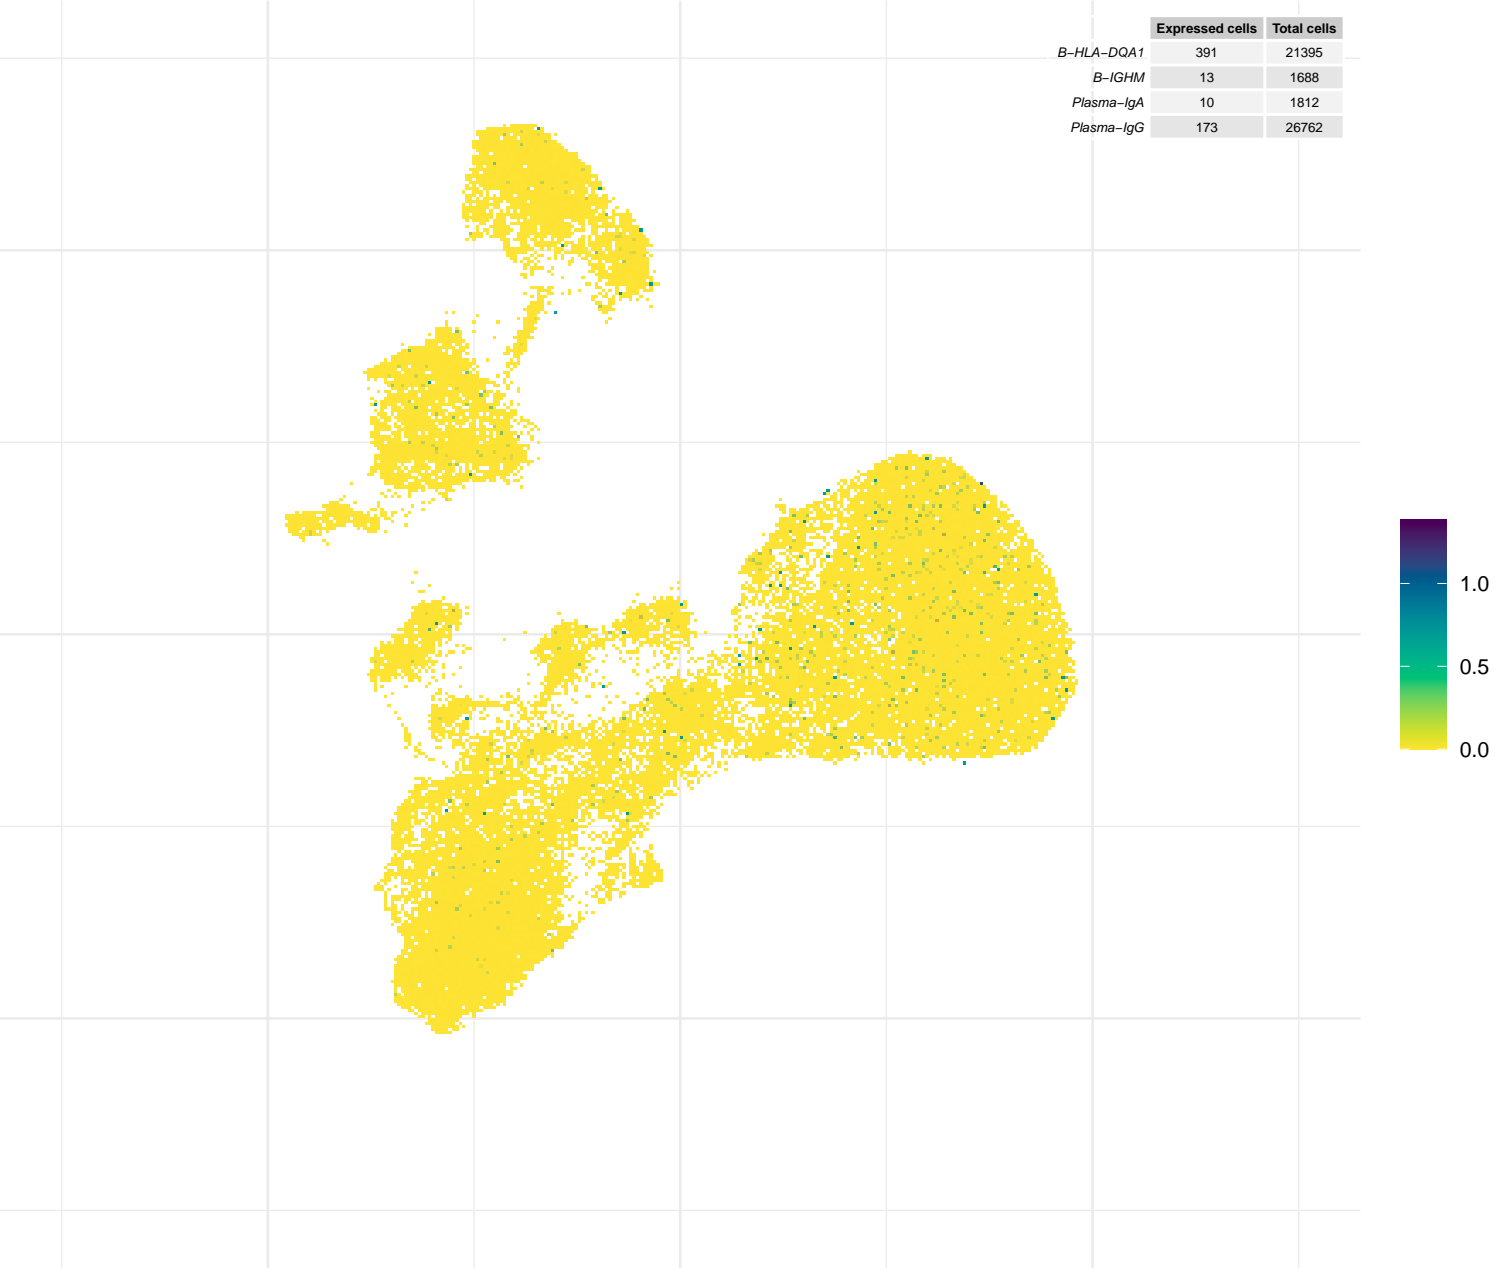 Expressed cells Total cells
B−HLA−DQA1 391 21395
B−IGHM 13 1688
Plasma−IgA 10 1812
Plasma−IgG 173 26762
1.0
0.5
0.0